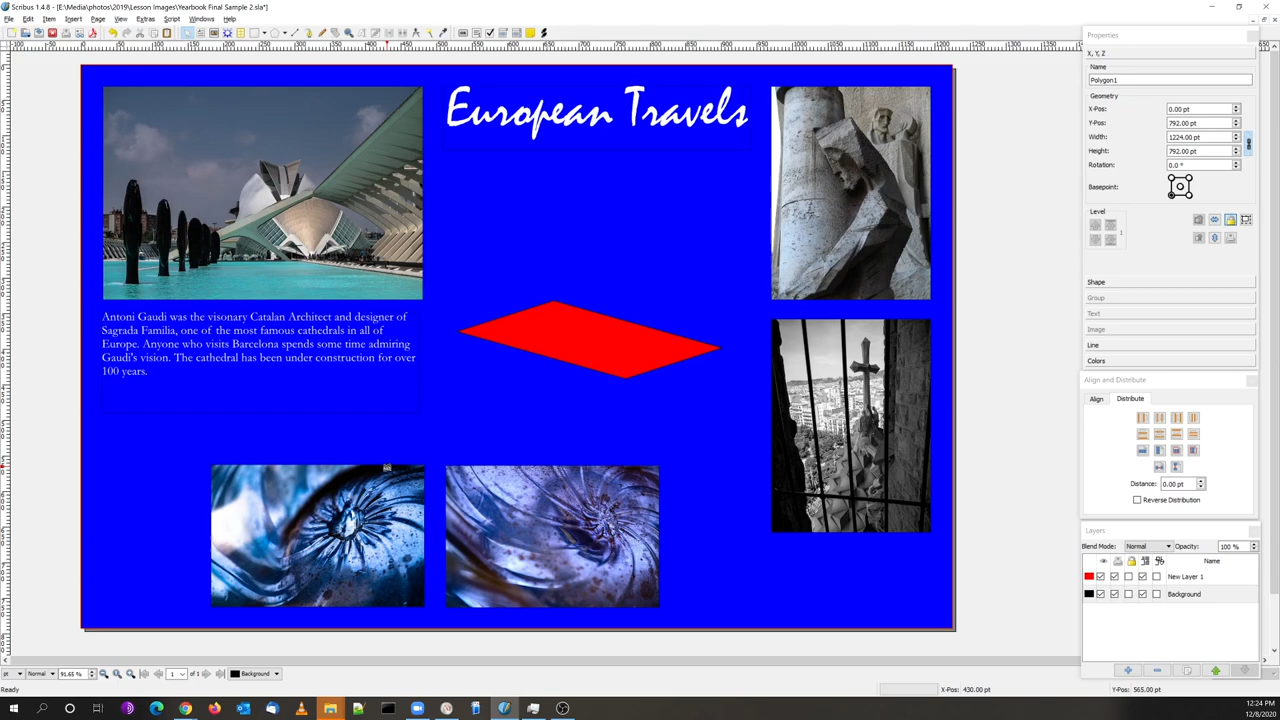 Scribus 1.4.8 - [E:\Media\photos\2019\Lesson Images\Yearbook Final Sample 2.sla*]
File Edit Item Insert Page View Extras Script Windows Help
European Travels
Antoni Gaudi was the visonary Catalan Architect and designer of
Sagrada Familia, one of the most famous cathedrals in all of
Europe. Anyone who visits Barcelona spends some time admiring
Gaudi's vision. The cathedral has been under construction for over
100 years.
Properties
X, Y, Z
Name
Polygon1
Geometry
X-Pos: 0.00 pt
Y-Pos: 792.00 pt
Width: 1224.00 pt
Height: 792.00 pt
Rotation: 0.0 °
Basepoint:
Level
1
Shape
Group
Text
Image
Line
Colors
Align and Distribute
Align Distribute
Distance: 0.00 pt
Reverse Distribution
Layers
Blend Mode: Normal Opacity: 100 %
Name
New Layer 1
Background
pt Normal 91.65 % 1 of 1 Background
Ready X-Pos: 430.00 pt Y-Pos: 565.00 pt
12:24 PM
12/8/2020